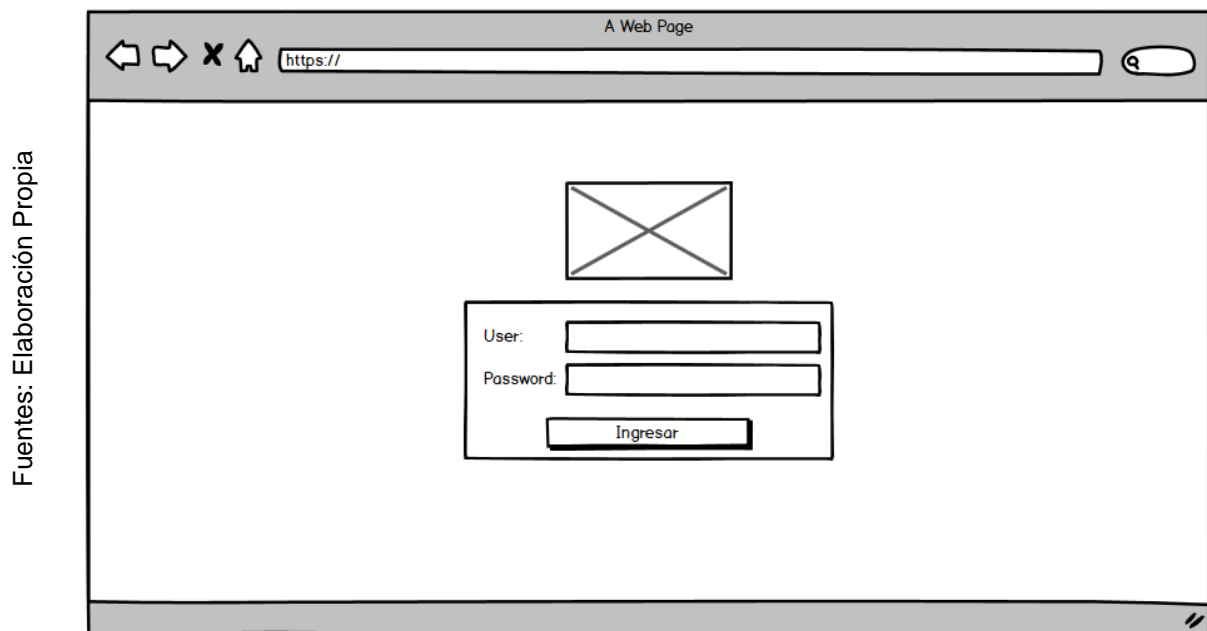 A Web Page
https://
User:
Password:
Ingresar
Fuentes: Elaboración Propia